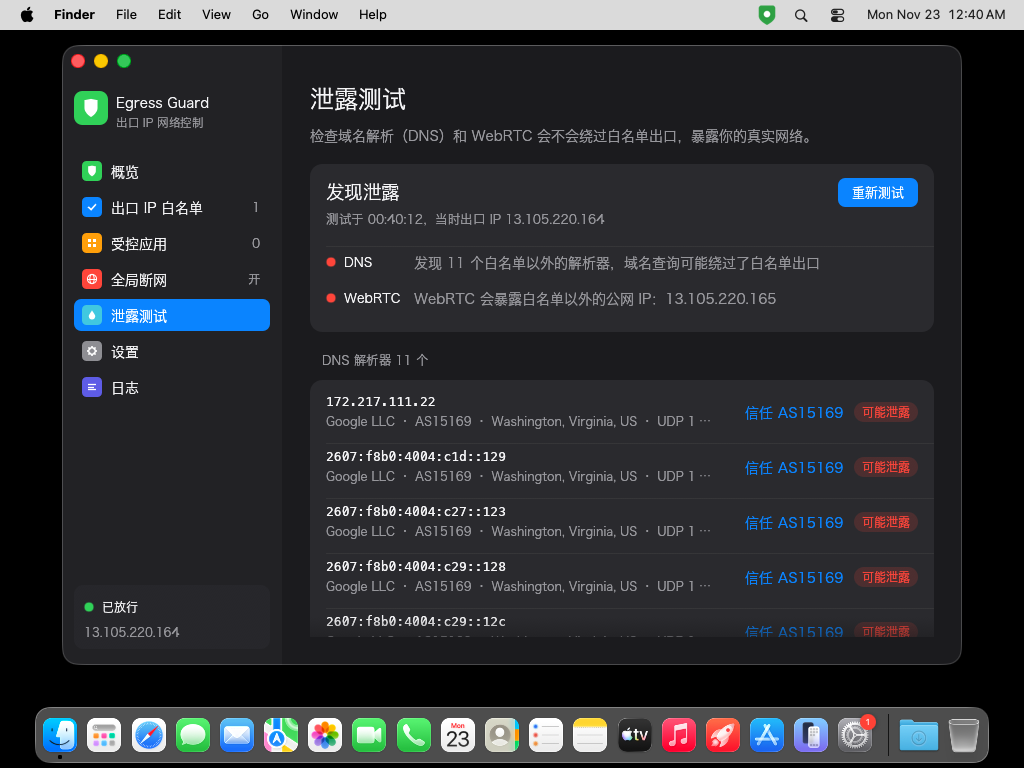 Finder File Edit View Go Window Help Mon Nov 23 12:40 AM
Egress Guard
出口 IP 网络控制
概览
出口 IP 白名单 1
受控应用 0
全局断网 开
泄露测试
设置
日志
已放行
13.105.220.164
泄露测试
检查域名解析（DNS）和 WebRTC 会不会绕过白名单出口，暴露你的真实网络。
发现泄露
重新测试
测试于 00:40:12，当时出口 IP 13.105.220.164
DNS 发现 11 个白名单以外的解析器，域名查询可能绕过了白名单出口
WebRTC WebRTC 会暴露白名单以外的公网 IP：13.105.220.165
DNS 解析器 11 个
172.217.111.22
Google LLC · AS15169 · Washington, Virginia, US · UDP 1 ···
信任 AS15169 可能泄露
2607:f8b0:4004:c1d::129
Google LLC · AS15169 · Washington, Virginia, US · UDP 1 ···
信任 AS15169 可能泄露
2607:f8b0:4004:c27::123
Google LLC · AS15169 · Washington, Virginia, US · UDP 1 ···
信任 AS15169 可能泄露
2607:f8b0:4004:c29::128
Google LLC · AS15169 · Washington, Virginia, US · UDP 1 ···
信任 AS15169 可能泄露
2607:f8b0:4004:c29::12c
信任 AS15169 可能泄露
Mon
23
tv
1